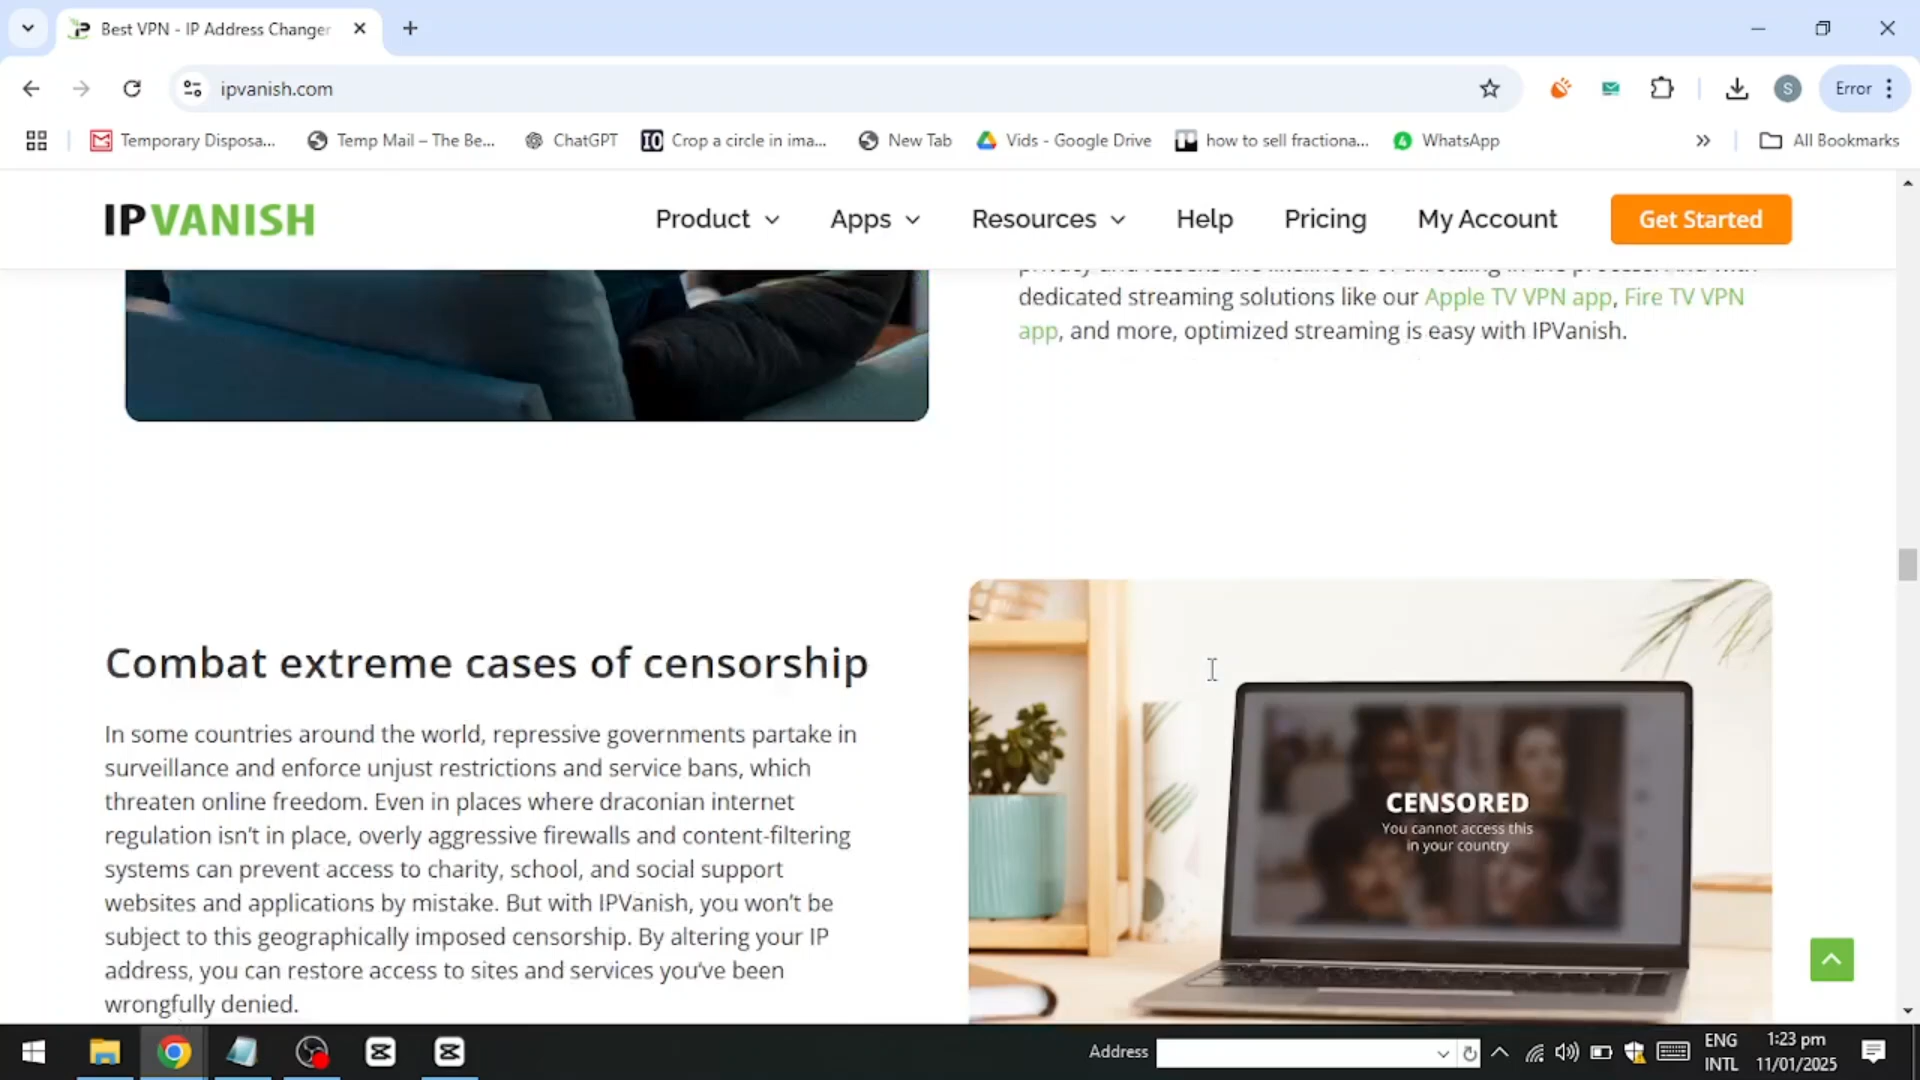 Best VPN - IP Address Changer
ipvanish.com
Error
Temporary Disposa...
Temp Mail – The Be...
ChatGPT
Crop a circle in ima...
New Tab
Vids - Google Drive
how to sell fractiona...
WhatsApp
All Bookmarks
IPVANISH
Product
Apps
Resources
Help
Pricing
My Account
Get Started
dedicated streaming solutions like our Apple TV VPN app, Fire TV VPN
app, and more, optimized streaming is easy with IPVanish.
Combat extreme cases of censorship
In some countries around the world, repressive governments partake in
surveillance and enforce unjust restrictions and service bans, which
threaten online freedom. Even in places where draconian internet
regulation isn't in place, overly aggressive firewalls and content-filtering
systems can prevent access to charity, school, and social support
websites and applications by mistake. But with IPVanish, you won't be
subject to this geographically imposed censorship. By altering your IP
address, you can restore access to sites and services you've been
wrongfully denied.
CENSORED
You cannot access this
in your country
Address
ENG
INTL
1:23 pm
11/01/2025